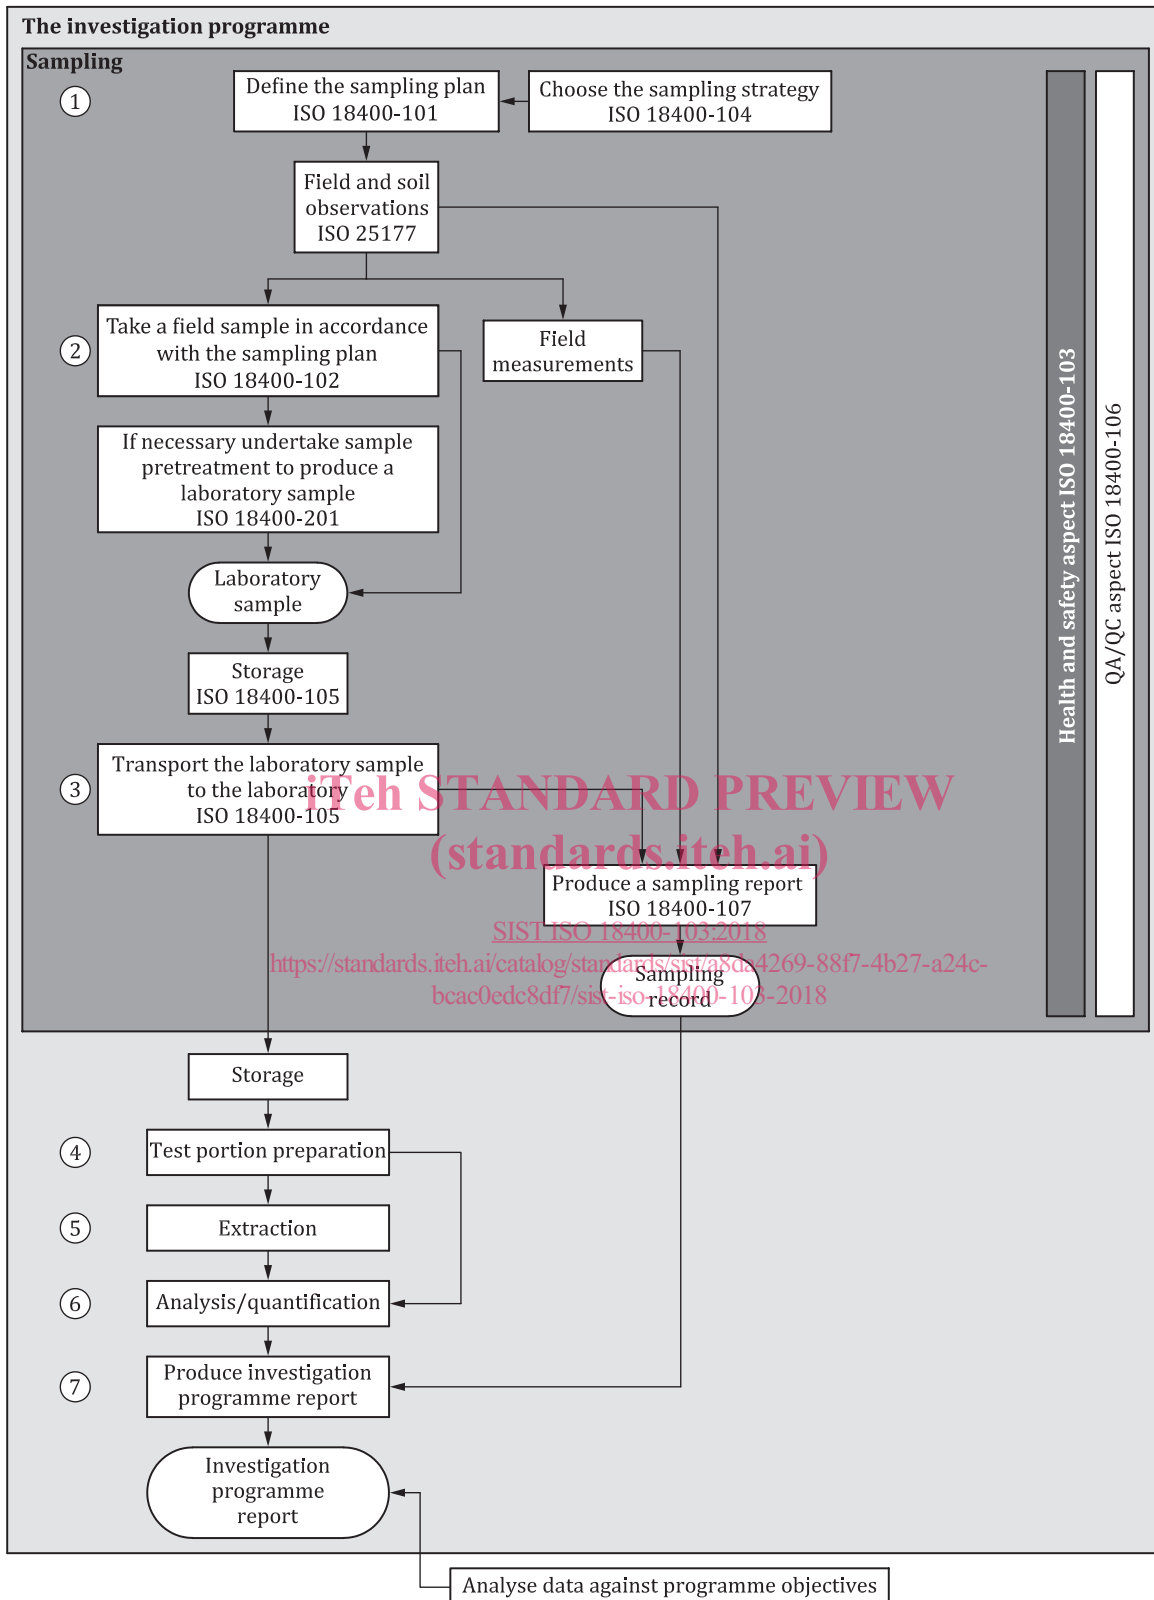 The investigation programme
Sampling
1
Define the sampling plan
ISO 18400-101
Choose the sampling strategy
ISO 18400-104
Field and soil
observations
ISO 25177
2
Take a field sample in accordance
with the sampling plan
ISO 18400-102
Field
measurements
If necessary undertake sample
pretreatment to produce a
laboratory sample
ISO 18400-201
Laboratory
sample
Storage
ISO 18400-105
3
Transport the laboratory sample
to the laboratory
ISO 18400-105
Health and safety aspect ISO 18400-103
QA/QC aspect ISO 18400-106
iTeh STANDARD PREVIEW
(standards.iteh.ai)
Produce a sampling report
ISO 18400-107
SIST ISO 18400-103:2018
https://standards.iteh.ai/catalog/standards/sist/a8da4269-88f7-4b27-a24c-
bcac0edc8df7/sist-iso-18400-103-2018
Sampling
record
Storage
4
Test portion preparation
5
Extraction
6
Analysis/quantification
7
Produce investigation
programme report
Investigation
programme
report
Analyse data against programme objectives